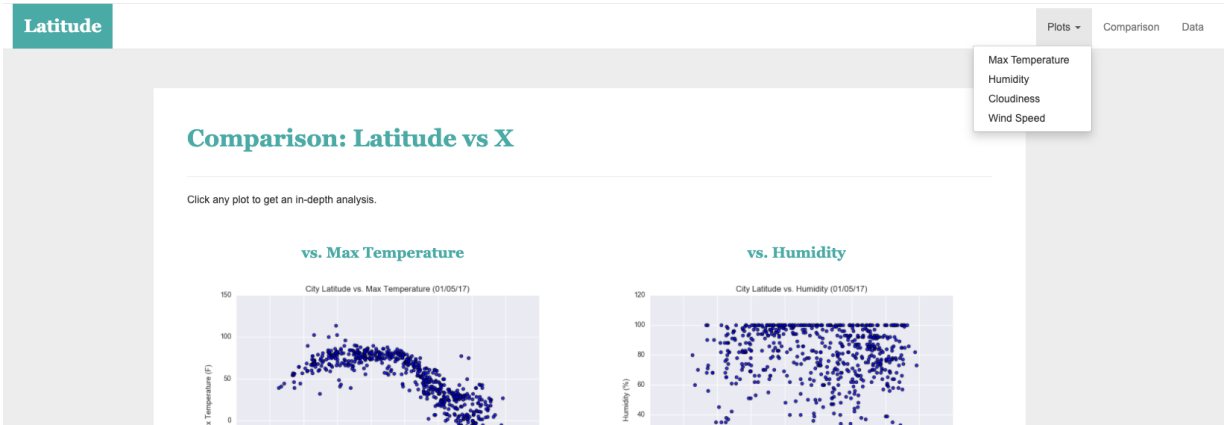 Latitude
Plots
Comparison
Data
Max Temperature
Humidity
Cloudiness
Wind Speed
Comparison: Latitude vs X
Click any plot to get an in-depth analysis.
vs. Max Temperature
City Latitude vs. Max Temperature (01/05/17)
150
100
50
0
Temperature (F)
vs. Humidity
City Latitude vs. Humidity (01/05/17)
120
100
80
60
40
Humidity (%)